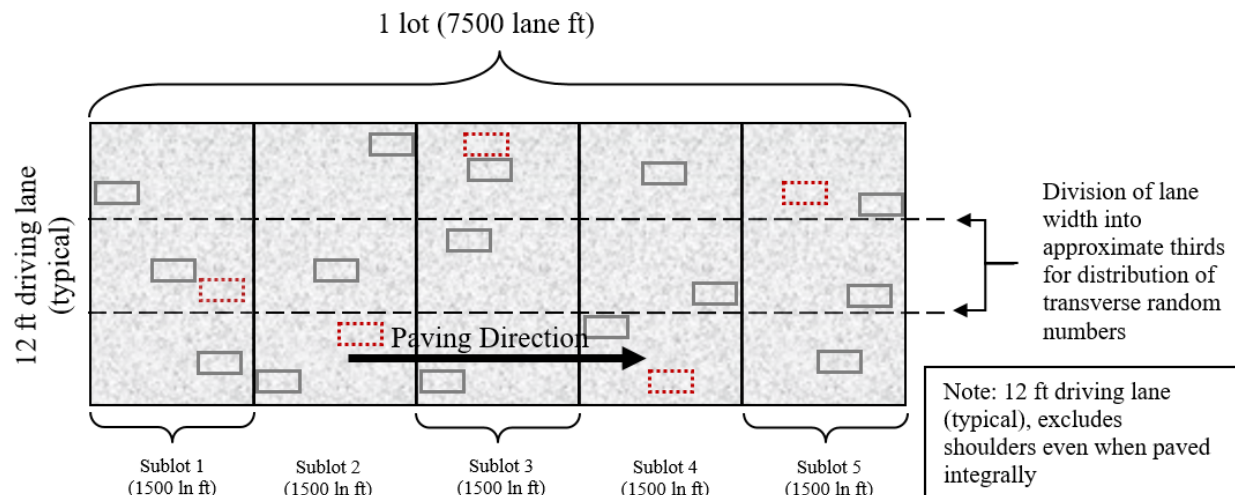 1 lot (7500 lane ft)
12 ft driving lane
(typical)
Division of lane
width into
approximate thirds
for distribution of
transverse random
numbers
Paving Direction
Note: 12 ft driving lane
(typical), excludes
shoulders even when paved
integrally
Sublot 1
(1500 ln ft)
Sublot 2
(1500 ln ft)
Sublot 3
(1500 ln ft)
Sublot 4
(1500 ln ft)
Sublot 5
(1500 ln ft)